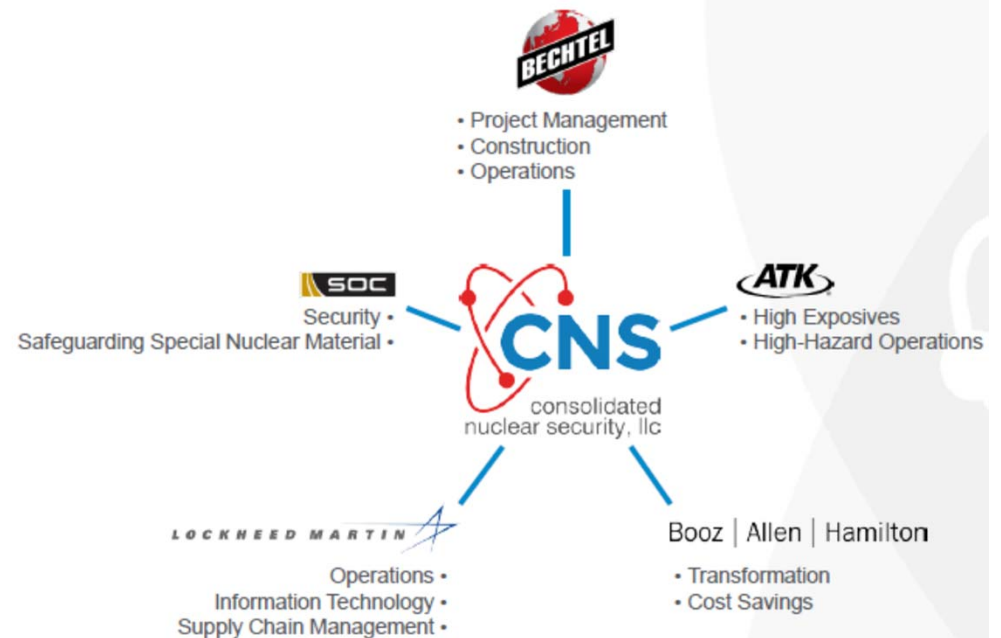 BECHTEL
• Project Management
• Construction
• Operations
SOC
Security •
Safeguarding Special Nuclear Material •
ATK
• High Exposives
• High-Hazard Operations
CNS
consolidated
nuclear security, llc
LOCKHEED MARTIN
Operations •
Information Technology •
Supply Chain Management •
Booz | Allen | Hamilton
• Transformation
• Cost Savings